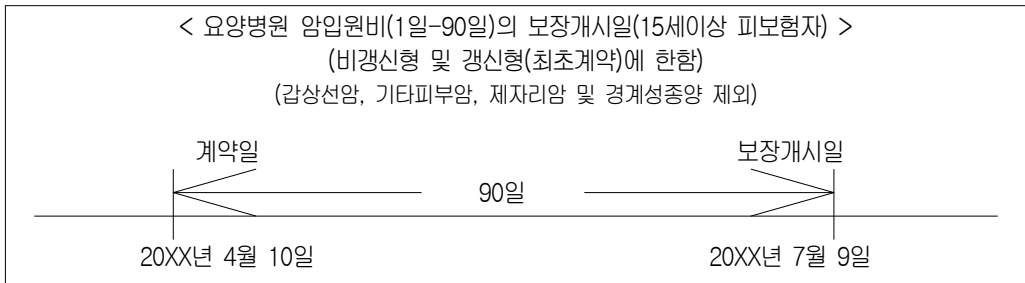 < 요양병원 암입원비(1일-90일)의 보장개시일(15세이상 피보험자) >
(비갱신형 및 갱신형(최초계약)에 한함)
(갑상선암, 기타피부암, 제자리암 및 경계성종양 제외)
계약일 보장개시일
90일
20XX년 4월 10일 20XX년 7월 9일